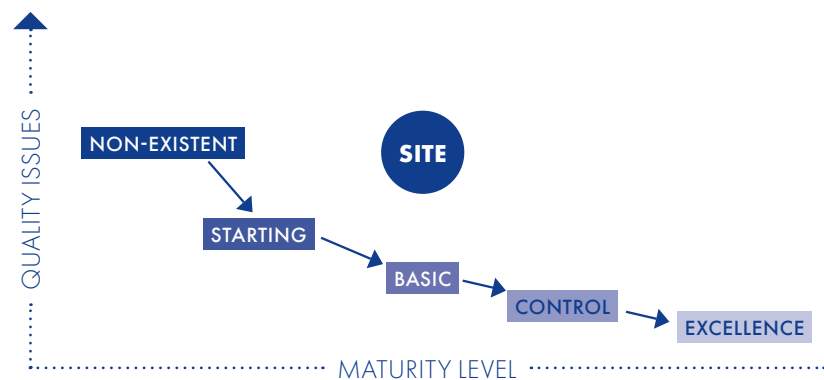 QUALITY ISSUES
NON-EXISTENT
SITE
STARTING
BASIC
CONTROL
EXCELLENCE
MATURITY LEVEL